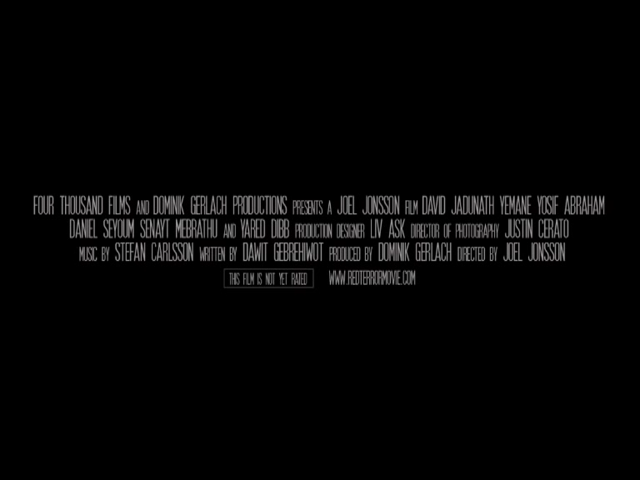 FOUR THOUSAND FILMS AND DOMINIK GERLACH PRODUCTIONS PRESENTS A JOEL JONSSON FILM DAVID JADUNATH YEMANE YOSIF ABRAHAM
DANIEL SEYOUM SENAYT MEBRAHTU AND YARED DIBB PRODUCTION DESIGNER LIV ASK DIRECTOR OF PHOTOGRAPHY JUSTIN CERATO
MUSIC BY STEFAN CARLSSON WRITTEN BY DAWIT GEBREHIWOT PRODUCED BY DOMINIK GERLACH DIRECTED BY JOEL JONSSON
THIS FILM IS NOT YET RATED WWW.REDTERRORMOVIE.COM